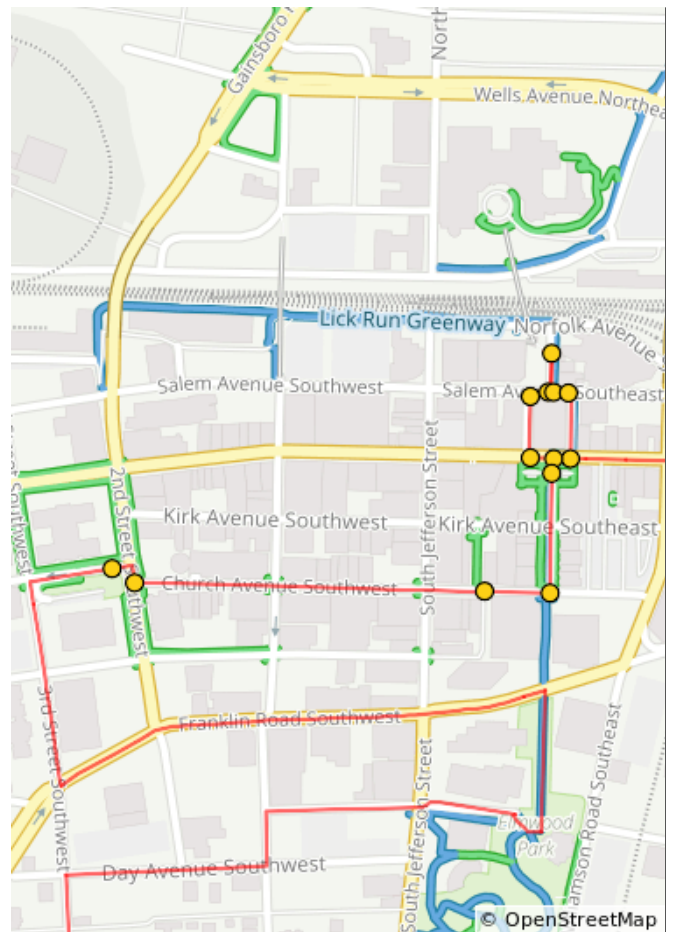 Gainsboro
North
Wells Avenue Northea
Lick Run Greenway
Norfolk Avenue S
Salem Avenue Southwest
Salem Av
Southeast
South Jefferson Street
2nd Street
thwest
Southwest
Kirk Avenue Southwest
Kirk Avenue Southeast
Church Avenue Southwest
3rd Street Southwest
Franklin Road Southwest
South Jefferson Street
Elmwood
Park
amson Road Southeast
Day Avenue Southwest
© OpenStreetMap